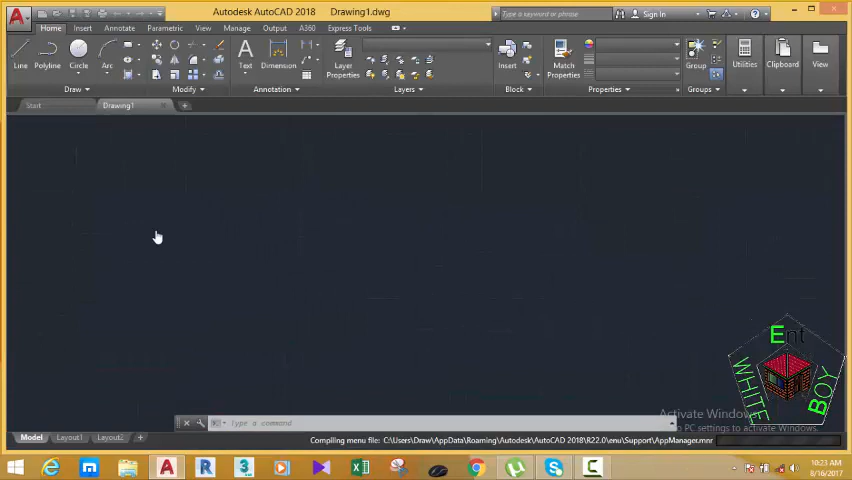 Autodesk AutoCAD 2018 Drawing1.dwg
Type a keyword or phrase
Sign In
Home Insert Annotate Parametric View Manage Output A360 Express Tools
Line Polyline Circle Arc
Text Dimension
Layer
Properties
Insert
Match
Properties
Group
Utilities
Clipboard
View
Draw Modify Annotation Layers Block Properties Groups
Start Drawing1
Ent
WHITE
BOY
Activate Windows
PC settings to activate Windows.
Type a command
Model Layout1 Layout2
Compiling menu file: C:\Users\Draw\AppData\Roaming\Autodesk\AutoCAD 2018\R22.0\enu\Support\AppManager.mnr
10:23 AM
8/16/2017